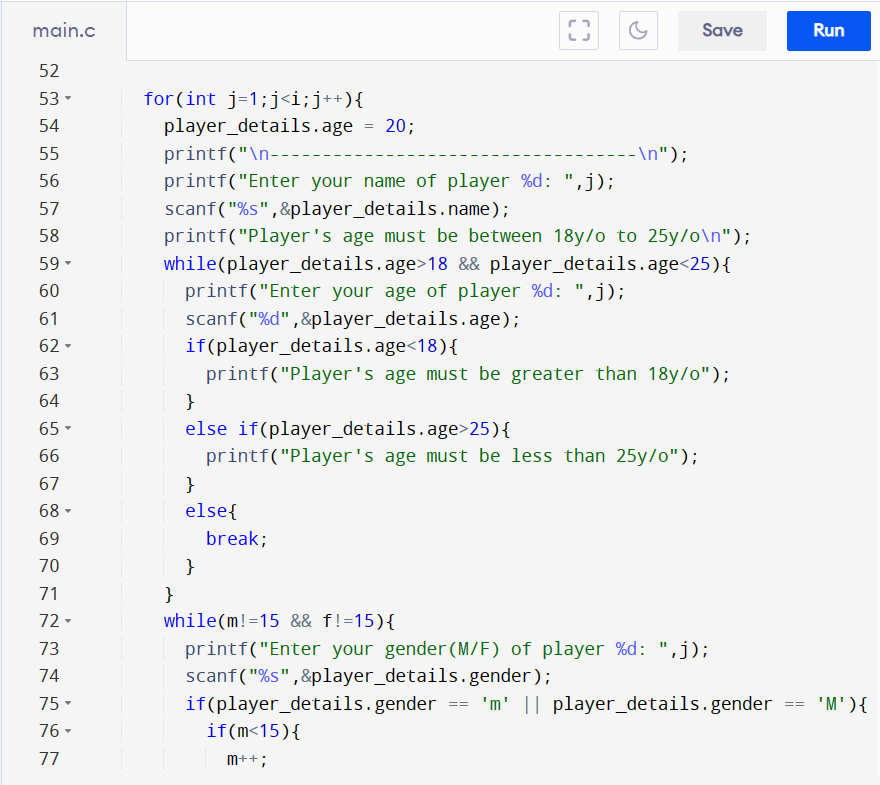 main.c Save Run
52
53 for(int j=1;j<i;j++){
54 player_details.age = 20;
55 printf("\n-----------------------------------\n");
56 printf("Enter your name of player %d: ",j);
57 scanf("%s",&player_details.name);
58 printf("Player's age must be between 18y/o to 25y/o\n");
59 while(player_details.age>18 && player_details.age<25){
60 printf("Enter your age of player %d: ",j);
61 scanf("%d",&player_details.age);
62 if(player_details.age<18){
63 printf("Player's age must be greater than 18y/o");
64 }
65 else if(player_details.age>25){
66 printf("Player's age must be less than 25y/o");
67 }
68 else{
69 break;
70 }
71 }
72 while(m!=15 && f!=15){
73 printf("Enter your gender(M/F) of player %d: ",j);
74 scanf("%s",&player_details.gender);
75 if(player_details.gender == 'm' || player_details.gender == 'M'){
76 if(m<15){
77 m++;